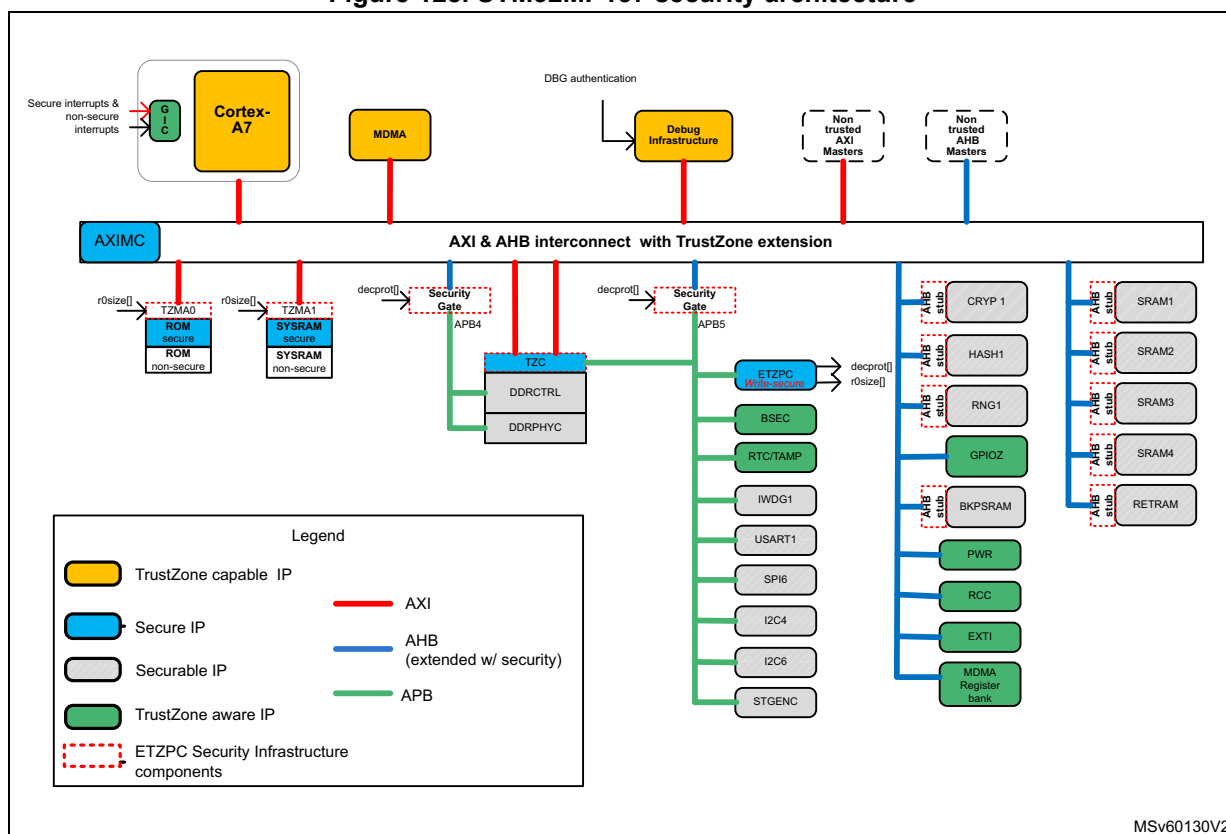 DBG authentication
Secure interrupts &
non-secure
interrupts
G
I
C
Cortex-
A7
MDMA
Debug
Infrastructure
Non
trusted
AXI
Masters
Non
trusted
AHB
Masters
AXIMC
AXI & AHB interconnect with TrustZone extension
r0size[]
TZMA0
ROM
secure
ROM
non-secure
r0size[]
TZMA1
SYSRAM
secure
SYSRAM
non-secure
decprot[]
Security
Gate
APB4
decprot[]
Security
Gate
APB5
TZC
DDRCTRL
DDRPHYC
ETZPC
Write-secure
decprot[]
r0size[]
BSEC
RTC/TAMP
IWDG1
USART1
SPI6
I2C4
I2C6
STGENC
AHB
stub
CRYP 1
AHB
stub
HASH1
AHB
stub
RNG1
GPIOZ
AHB
stub
BKPSRAM
PWR
RCC
EXTI
MDMA
Register
bank
AHB
stub
SRAM1
AHB
stub
SRAM2
AHB
stub
SRAM3
AHB
stub
SRAM4
AHB
stub
RETRAM
Legend
TrustZone capable IP
Secure IP
Securable IP
TrustZone aware IP
ETZPC Security Infrastructure
components
AXI
AHB
(extended w/ security)
APB
MSv60130V2